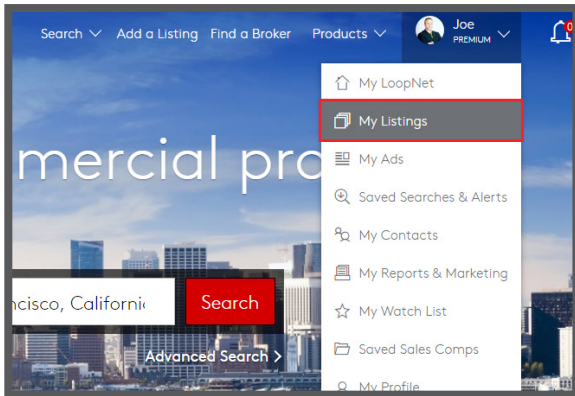 Search Add a Listing Find a Broker Products Joe
PREMIUM
0
My LoopNet
My Listings
mercial pro
My Ads
Saved Searches & Alerts
My Contacts
My Reports & Marketing
ncisco, Californi Search
My Watch List
Advanced Search >
Saved Sales Comps
My Profile